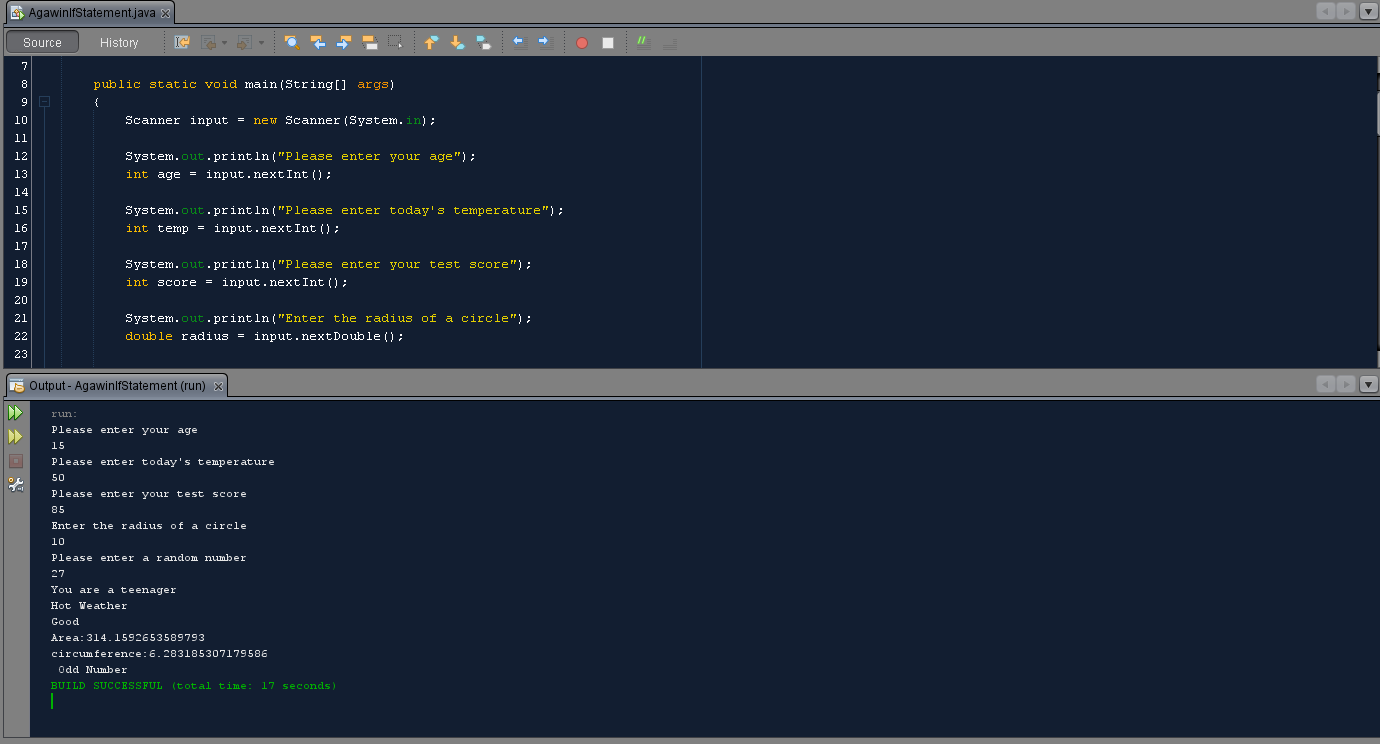 AgawinIfStatement.java
Source History
7
8 public static void main(String[] args)
9 {
10 Scanner input = new Scanner(System.in);
11
12 System.out.println("Please enter your age");
13 int age = input.nextInt();
14
15 System.out.println("Please enter today's temperature");
16 int temp = input.nextInt();
17
18 System.out.println("Please enter your test score");
19 int score = input.nextInt();
20
21 System.out.println("Enter the radius of a circle");
22 double radius = input.nextDouble();
23
Output - AgawinIfStatement (run)
run:
Please enter your age
15
Please enter today's temperature
50
Please enter your test score
85
Enter the radius of a circle
10
Please enter a random number
27
You are a teenager
Hot Weather
Good
Area:314.1592653589793
circumference:6.283185307179586
Odd Number
BUILD SUCCESSFUL (total time: 17 seconds)